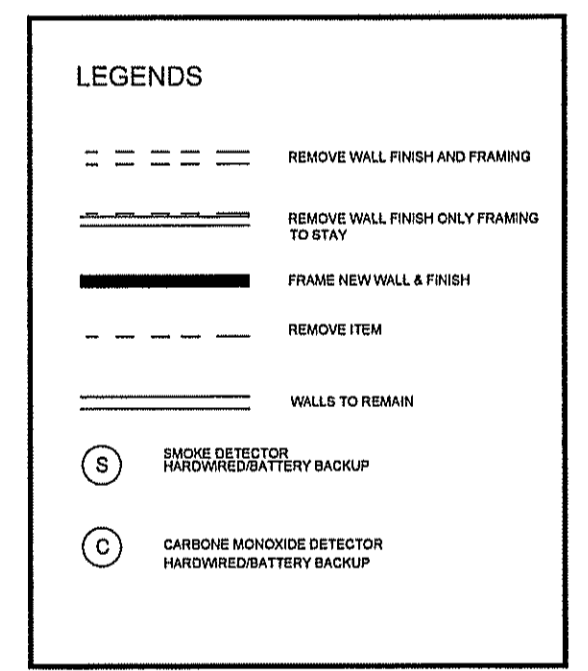 LEGENDS
REMOVE WALL FINISH AND FRAMING
REMOVE WALL FINISH ONLY FRAMING
TO STAY
FRAME NEW WALL & FINISH
REMOVE ITEM
WALLS TO REMAIN
S
SMOKE DETECTOR
HARDWIRED/BATTERY BACKUP
C
CARBONE MONOXIDE DETECTOR
HARDWIRED/BATTERY BACKUP